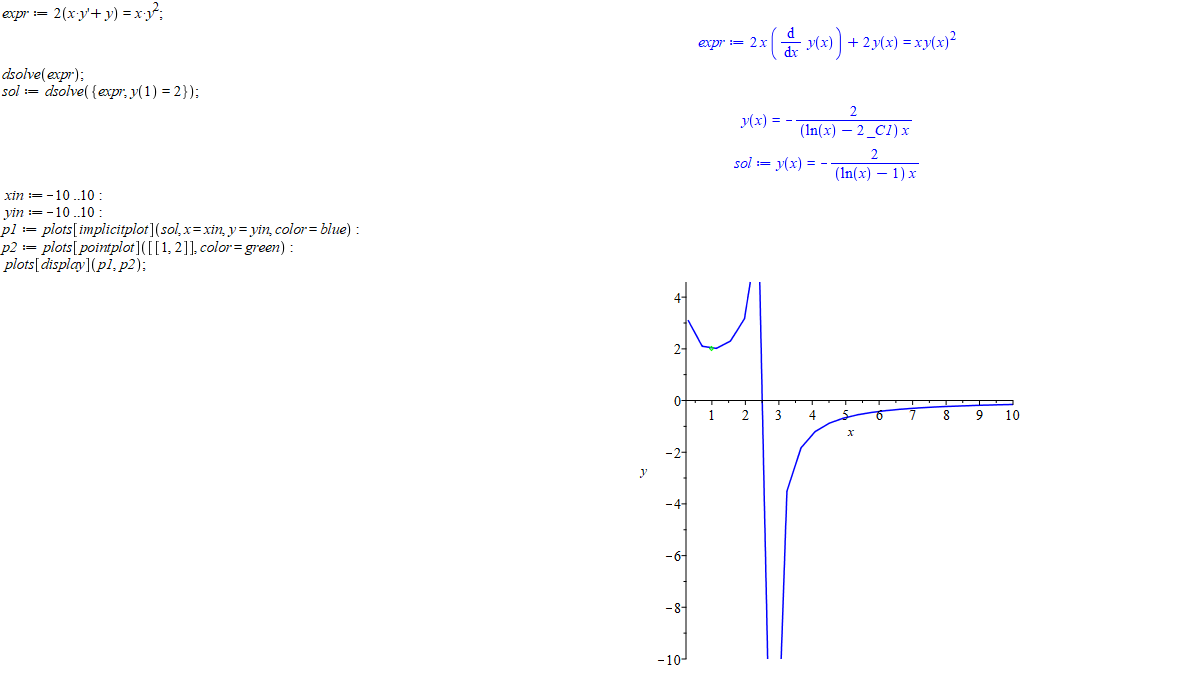 expr := 2(x·y'+ y) = x·y²;
expr := 2 x (d/dx y(x)) + 2 y(x) = x y(x)²
dsolve(expr);
sol := dsolve({expr, y(1) = 2});
y(x) = - 2/((ln(x) − 2 _C1) x)
sol := y(x) = - 2/((ln(x) − 1) x)
xin := −10 ..10 :
yin := −10 ..10 :
p1 := plots[implicitplot](sol, x = xin, y = yin, color = blue) :
p2 := plots[pointplot]([[1, 2]], color = green) :
plots[display](p1, p2);
4
2
0
1 2 3 4 5 6 7 8 9 10
x
−2
y
−4
−6
−8
−10